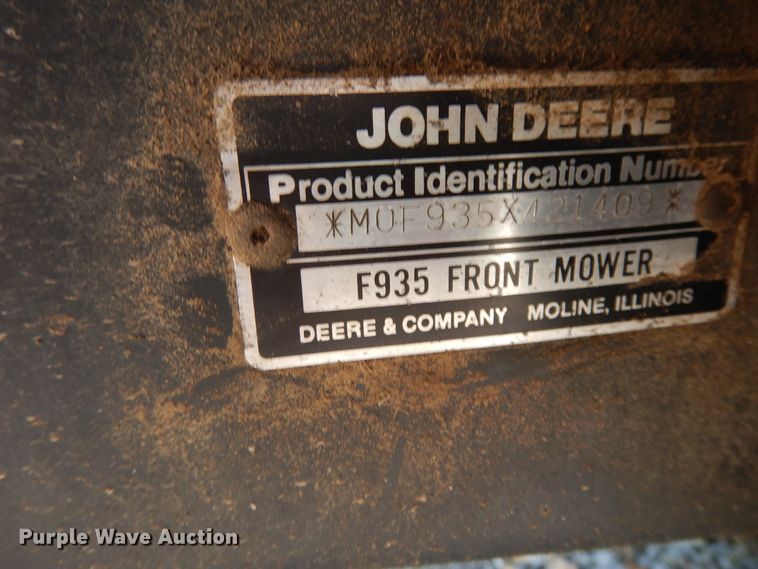 JOHN DEERE
Product Identification Number
*M0F935X421409*
F935 FRONT MOWER
DEERE & COMPANY MOLINE, ILLINOIS
Purple Wave Auction